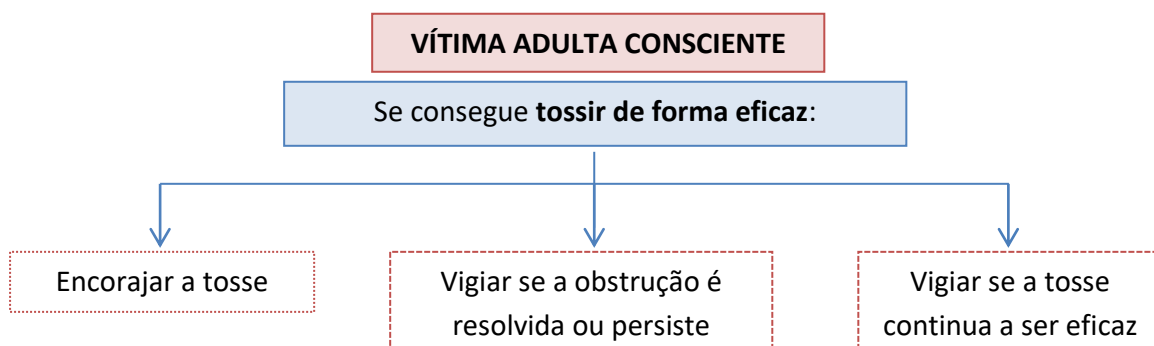 VÍTIMA ADULTA CONSCIENTE
Se consegue tossir de forma eficaz:
Encorajar a tosse
Vigiar se a obstrução é
resolvida ou persiste
Vigiar se a tosse
continua a ser eficaz